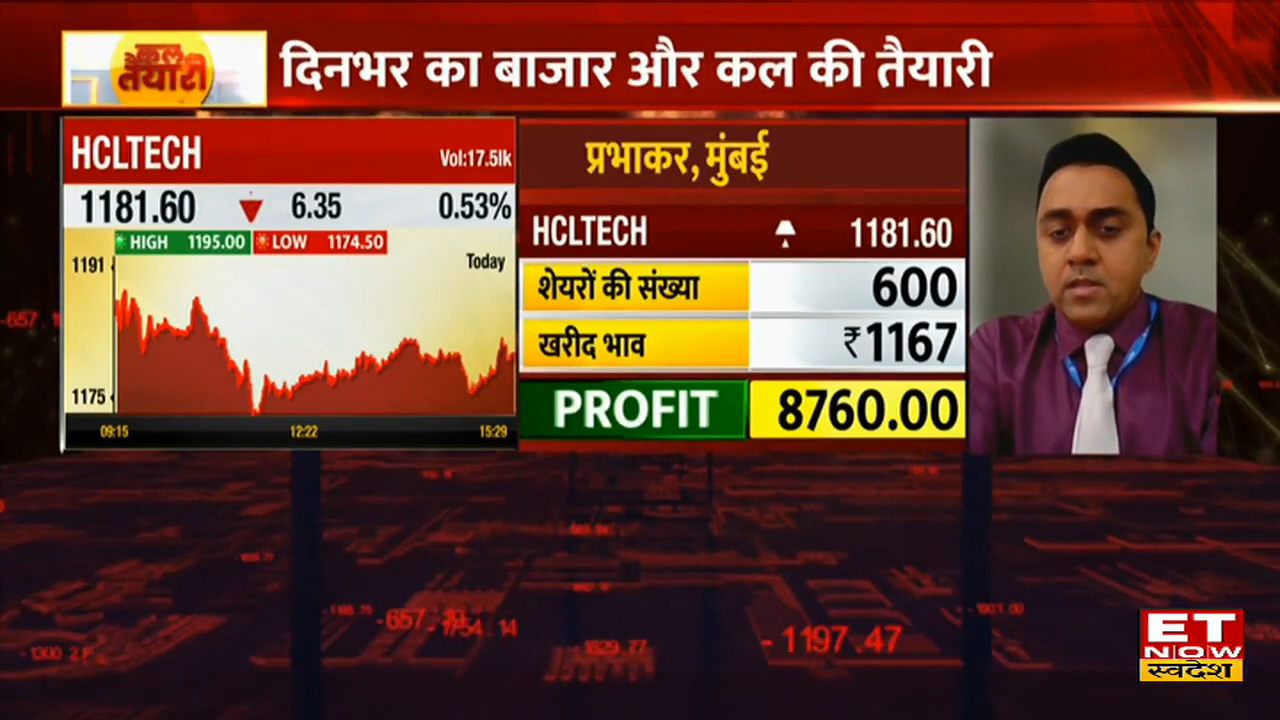 कल
तैयारी
दिनभर का बाजार और कल की तैयारी
HCLTECH
Vol:17.5lk
1181.60
6.35
0.53%
HIGH 1195.00
LOW 1174.50
Today
1191
1175
09:15
12:22
15:29
प्रभाकर, मुंबई
HCLTECH
1181.60
शेयरों की संख्या
600
खरीद भाव
₹1167
PROFIT
8760.00
- 1197.47
ET
NOW
स्वदेश